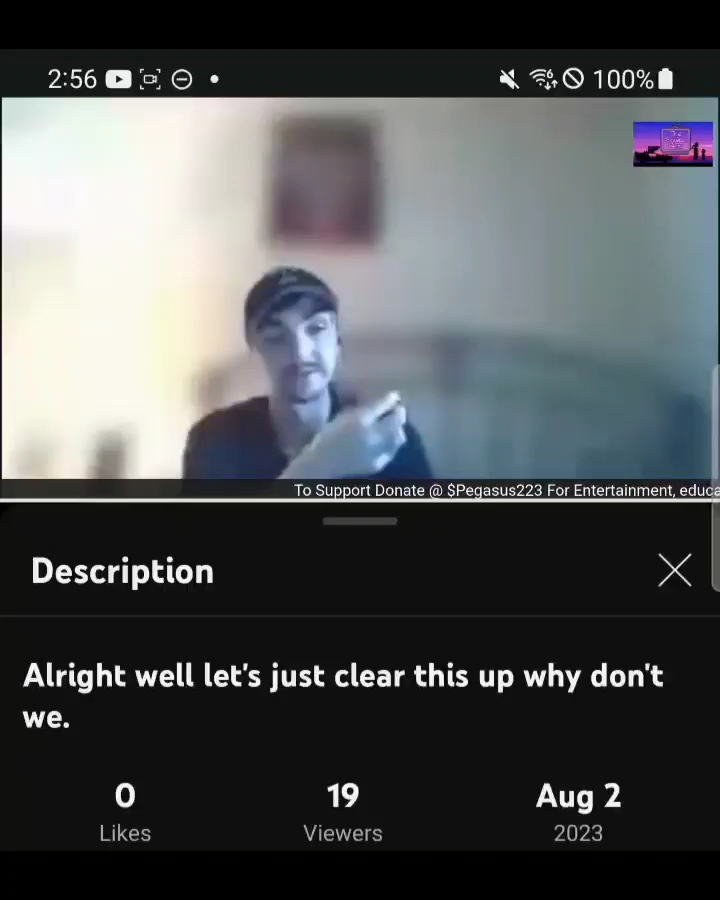 2:56
100%
To Support Donate @ $Pegasus223 For Entertainment, educa
Description
Alright well let's just clear this up why don't
we.
0
19
Aug 2
Likes
Viewers
2023